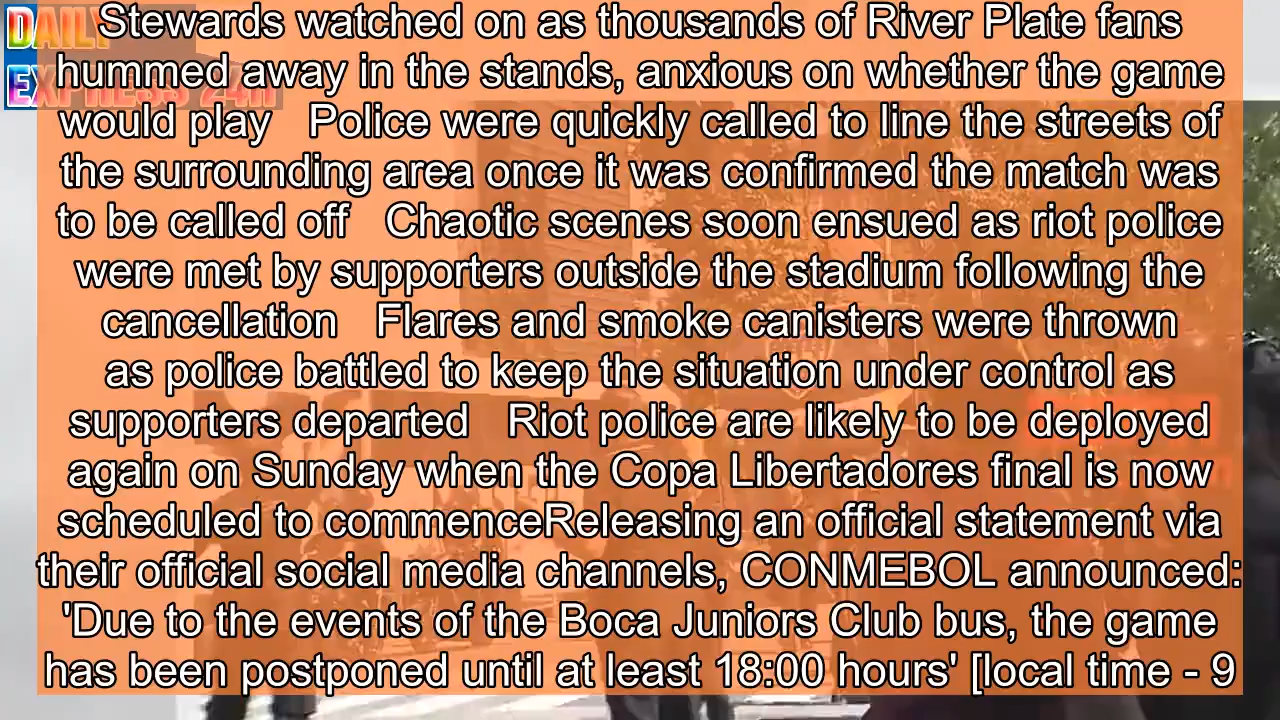 DAILY
EXPRESS 24H
Stewards watched on as thousands of River Plate fans
hummed away in the stands, anxious on whether the game
would play   Police were quickly called to line the streets of
the surrounding area once it was confirmed the match was
to be called off   Chaotic scenes soon ensued as riot police
were met by supporters outside the stadium following the
cancellation   Flares and smoke canisters were thrown
as police battled to keep the situation under control as
supporters departed   Riot police are likely to be deployed
again on Sunday when the Copa Libertadores final is now
scheduled to commenceReleasing an official statement via
their official social media channels, CONMEBOL announced:
'Due to the events of the Boca Juniors Club bus, the game
has been postponed until at least 18:00 hours' [local time - 9